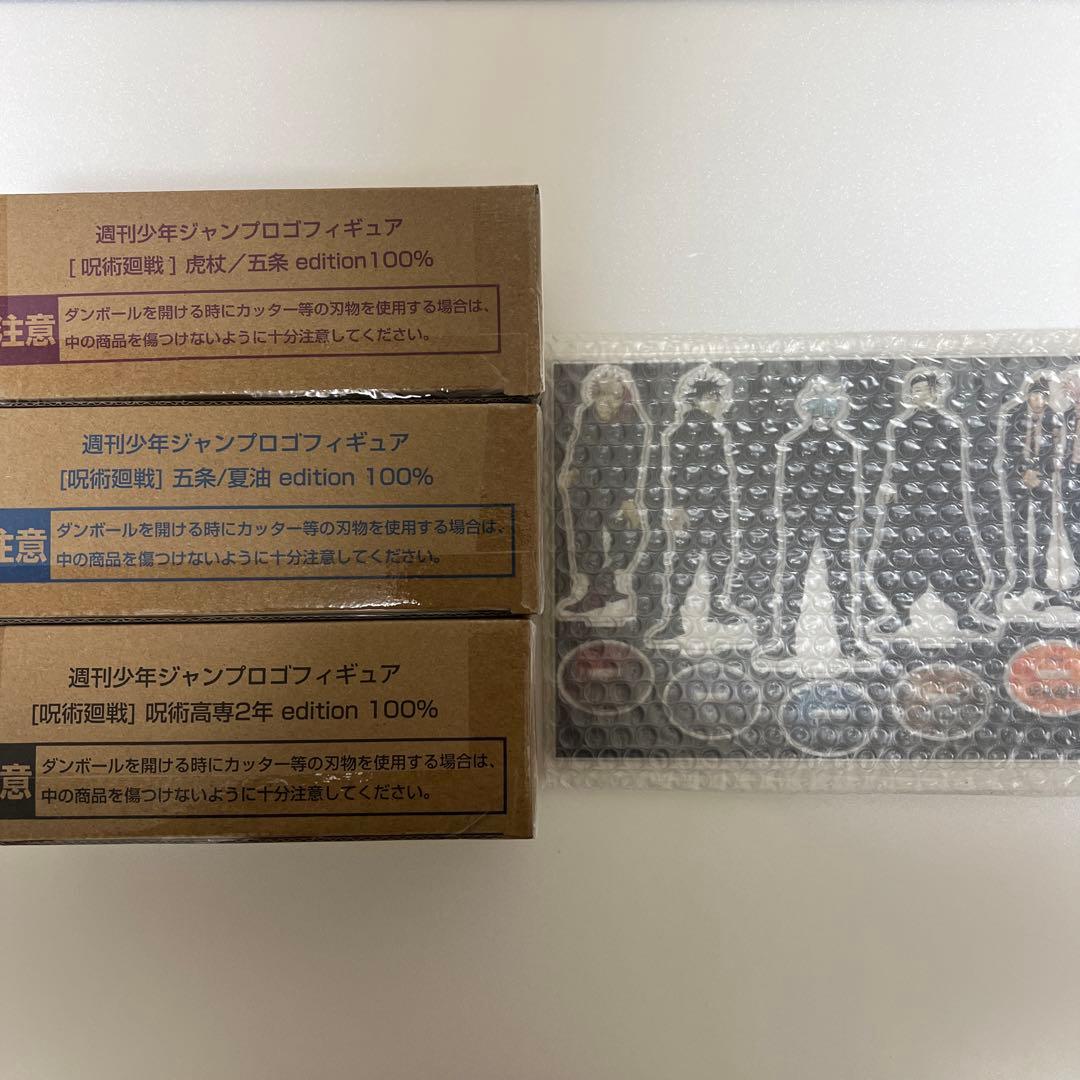 週刊少年ジャンプロゴフィギュア
[ 呪術廻戦 ] 虎杖／五条 edition100%
注意
ダンボールを開ける時にカッター等の刃物を使用する場合は、
中の商品を傷つけないように十分注意してください。
週刊少年ジャンプロゴフィギュア
[呪術廻戦] 五条/夏油 edition 100%
注意
ダンボールを開ける時にカッター等の刃物を使用する場合は、
中の商品を傷つけないように十分注意してください。
週刊少年ジャンプロゴフィギュア
[呪術廻戦] 呪術高専2年 edition 100%
意
ダンボールを開ける時にカッター等の刃物を使用する場合は、
中の商品を傷つけないように十分注意してください。